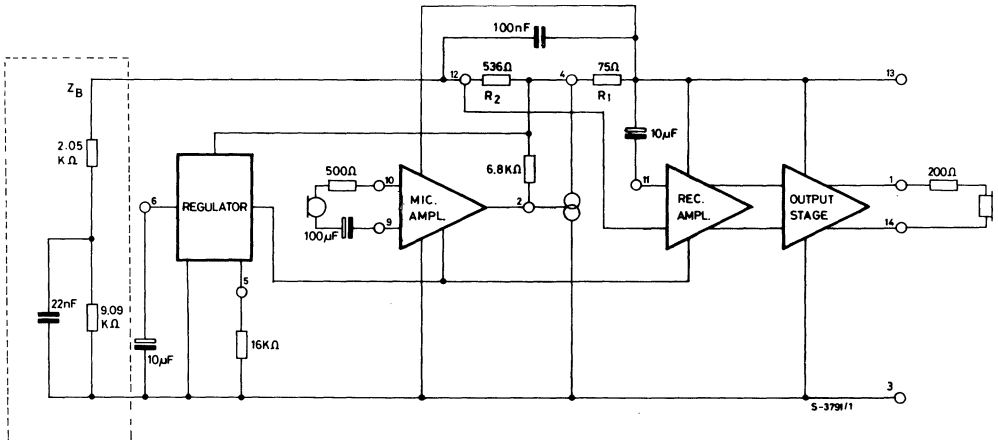 100nF
12
536Ω
R2
4
75Ω
R1
13
ZB
2.05
KΩ
10µF
6.8KΩ
500Ω
10
11
1
200Ω
6
REGULATOR
MIC.
AMPL.
2
REC.
AMPL.
OUTPUT
STAGE
100µF
9
14
5
22nF
9.09
KΩ
10µF
16KΩ
3
S-3791/1